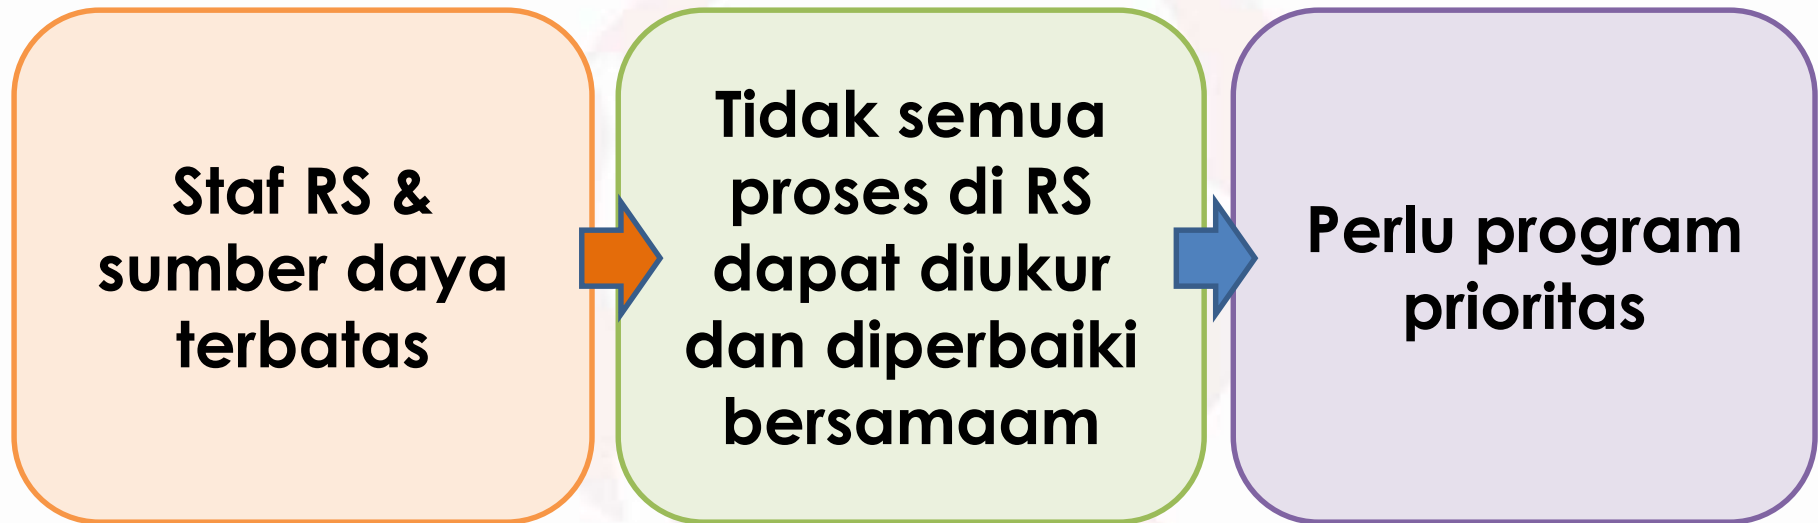 Staf RS &
sumber daya
terbatas
Tidak semua
proses di RS
dapat diukur
dan diperbaiki
bersamaam
Perlu program
prioritas